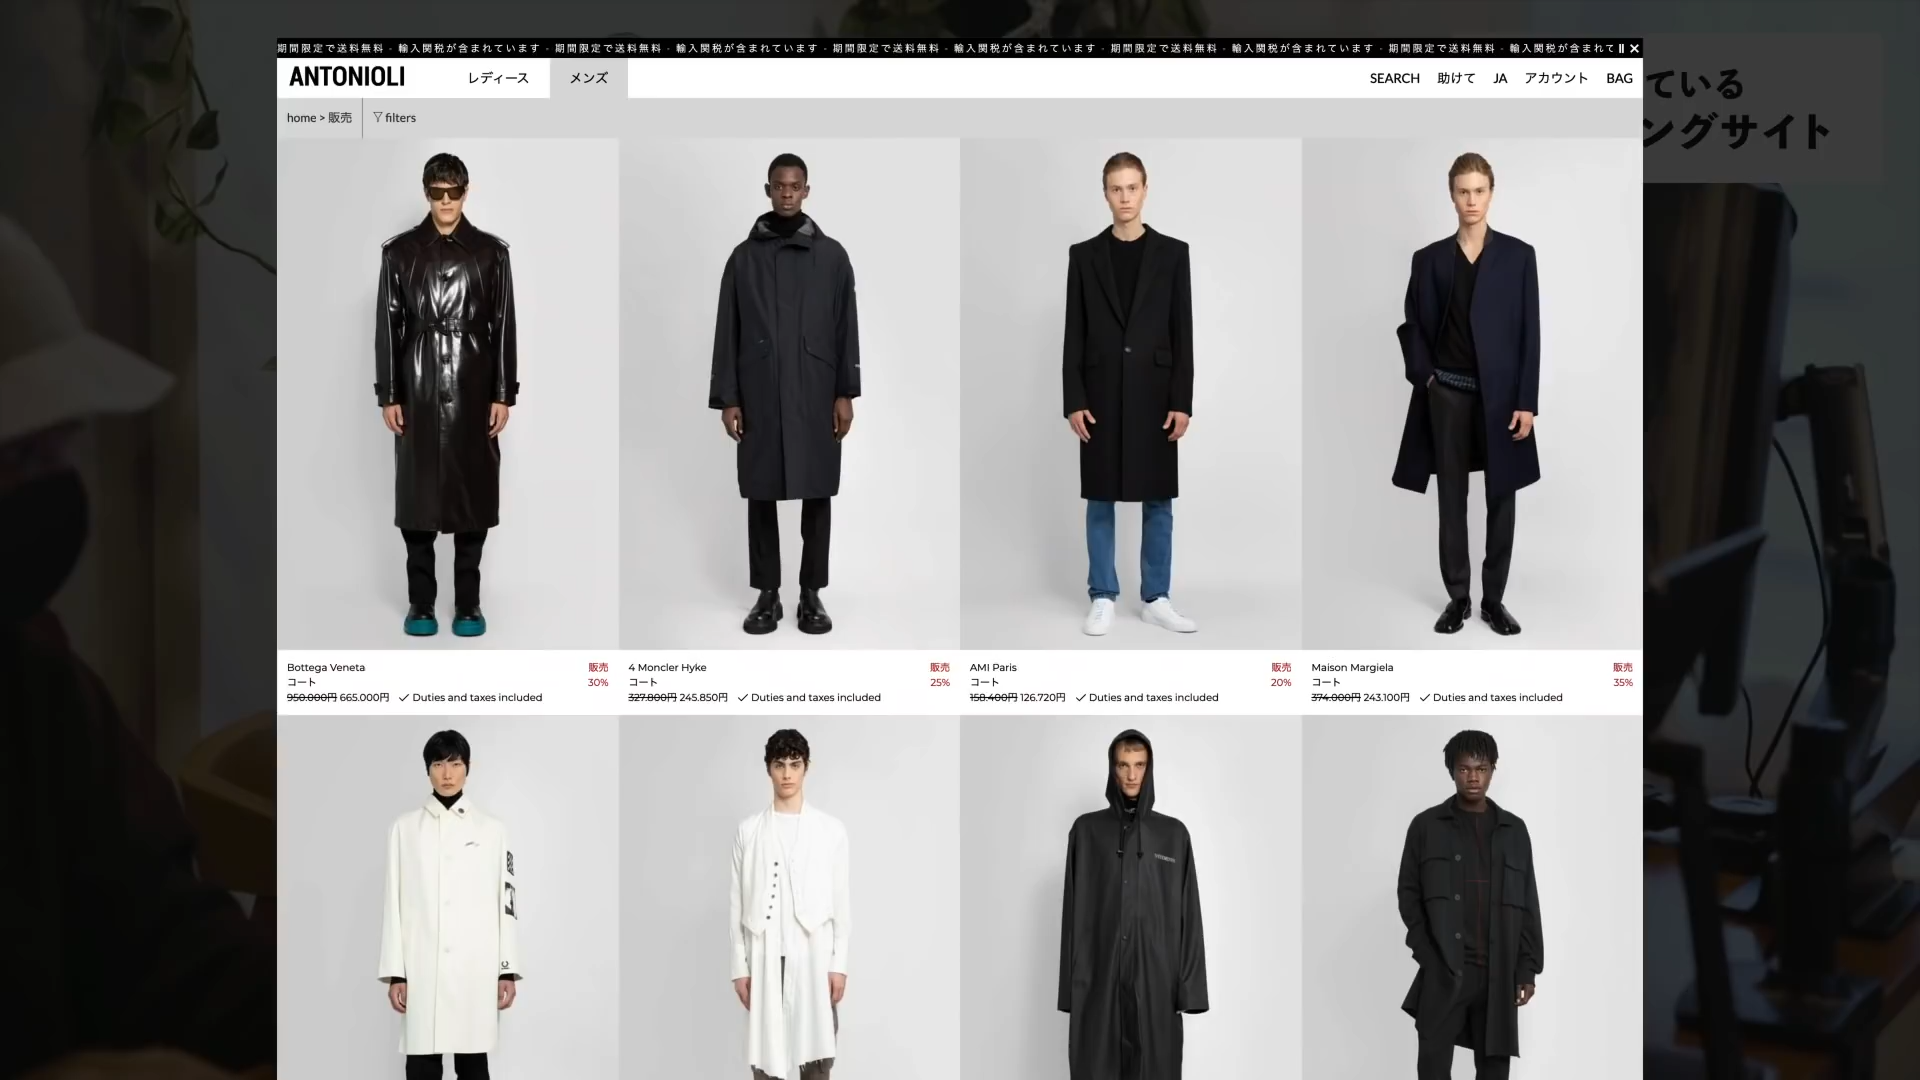 期間限定で送料無料 - 輸入関税が含まれています - 期間限定で送料無料 - 輸入関税が含まれています - 期間限定で送料無料 - 輸入関税が含まれています - 期間限定で送料無料 - 輸入関税が含まれています - 期間限定で送料無料 - 輸入関税が含まれて
ANTONIOLI レディース メンズ SEARCH 助けて JA アカウント BAG
ている
ングサイト
home > 販売 filters
Bottega Veneta 販売
コート 30%
950.000円 665.000円 Duties and taxes included
4 Moncler Hyke 販売
コート 25%
327.800円 245.850円 Duties and taxes included
AMI Paris 販売
コート 20%
158.400円 126.720円 Duties and taxes included
Maison Margiela 販売
コート 35%
374.000円 243.100円 Duties and taxes included